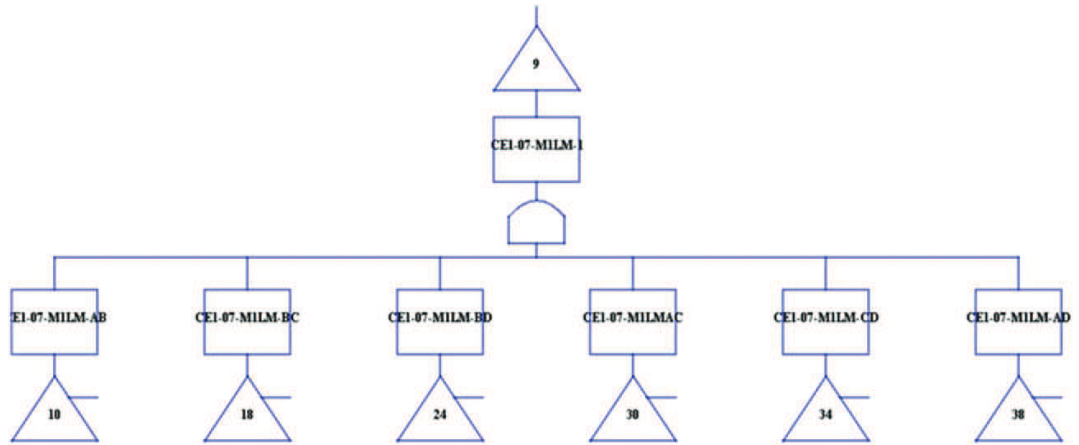 9
CE1-07-M1LM-1
CE1-07-M1LM-AB
CE1-07-M1LM-BC
CE1-07-M1LM-BD
CE1-07-M1LMAC
CE1-07-M1LM-CD
CE1-07-M1LM-AD
10
18
24
30
34
38